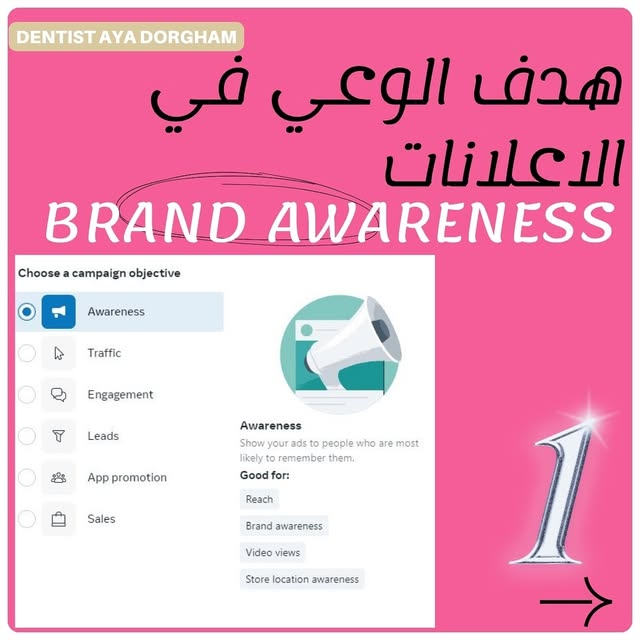 DENTIST AYA DORGHAM
هدف الوعي في
الاعلانات
BRAND AWARENESS
Choose a campaign objective
Awareness
Traffic
Engagement
Leads
App promotion
Sales
Awareness
Show your ads to people who are most
likely to remember them.
Good for:
Reach
Brand awareness
Video views
Store location awareness
1